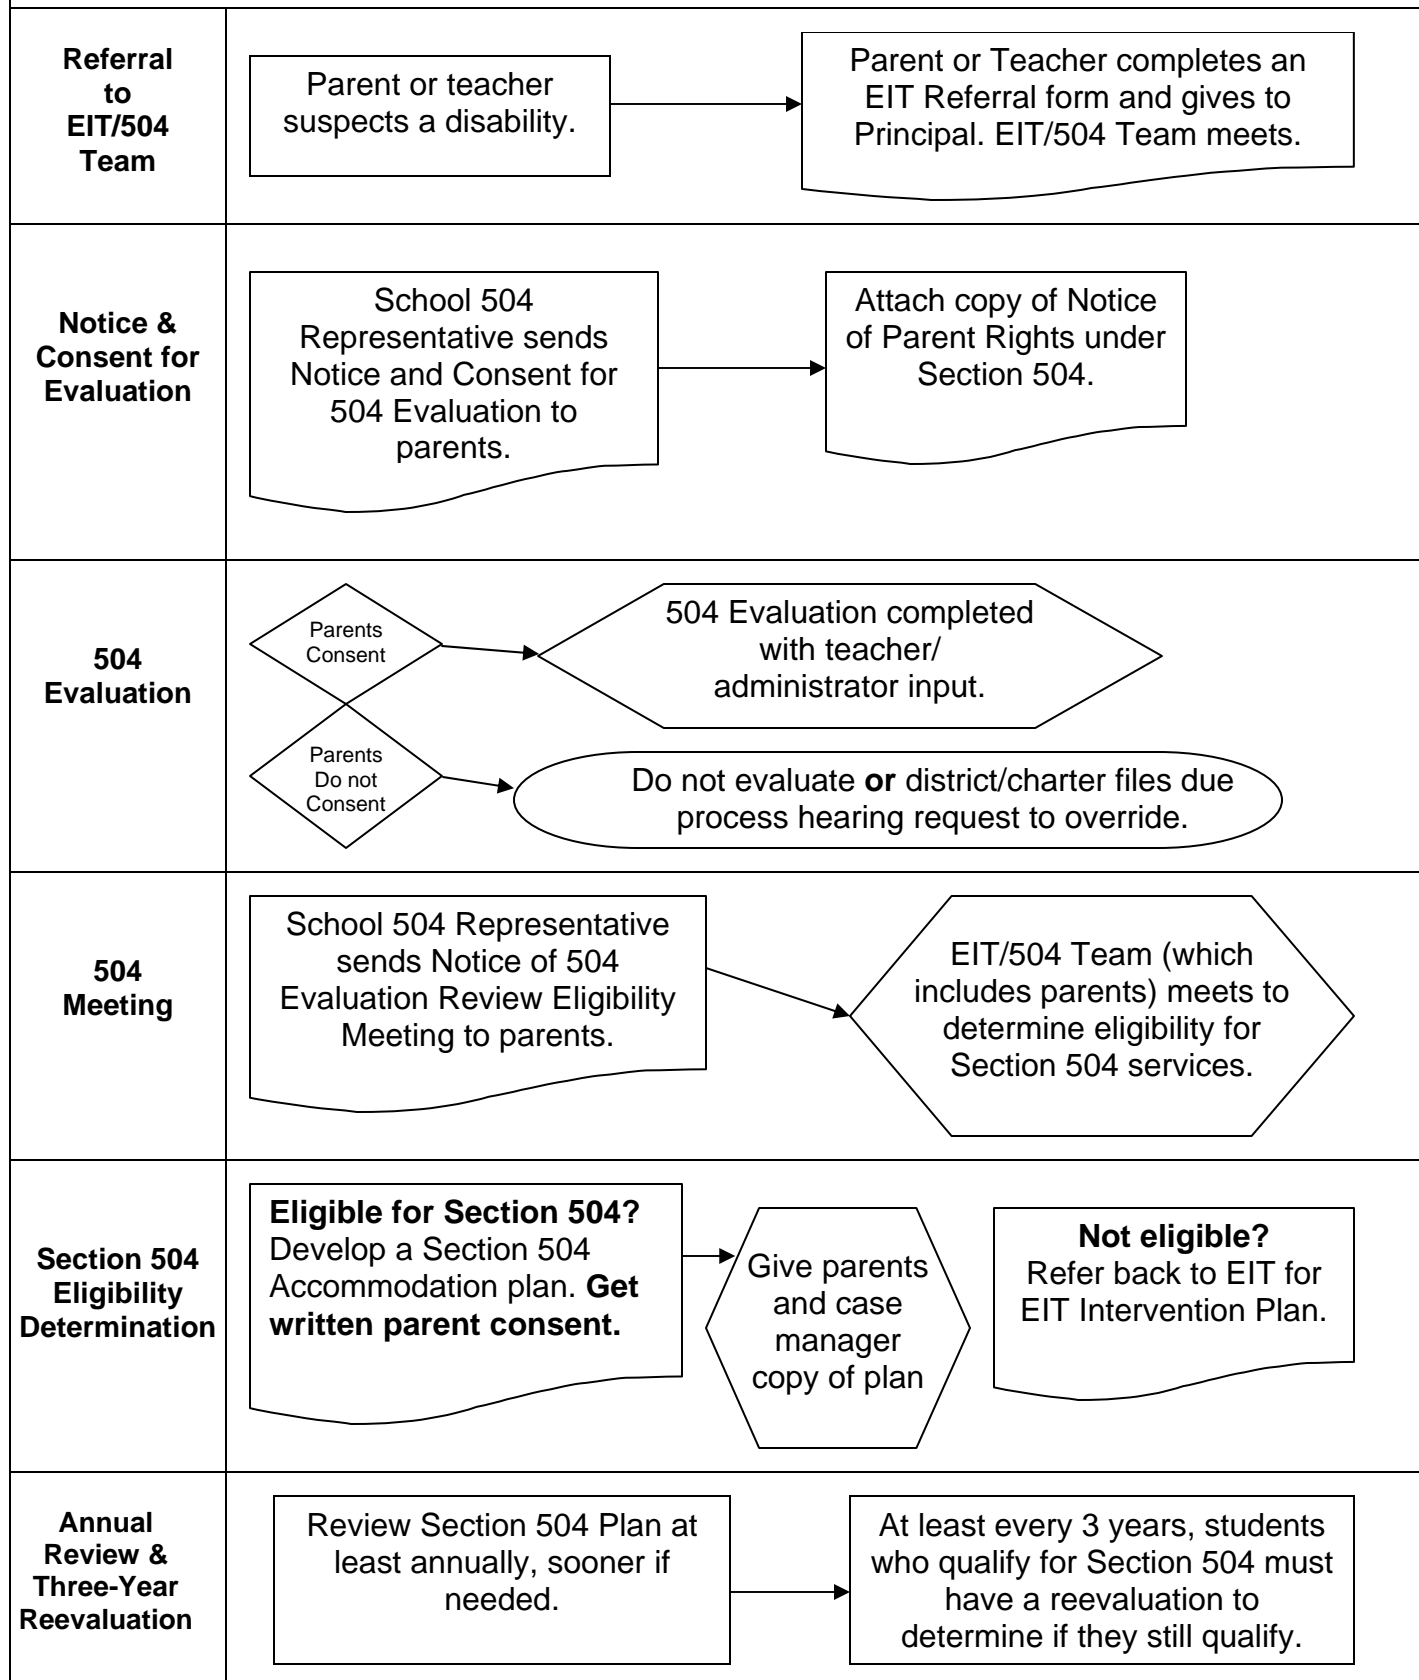 Referral
to
EIT/504
Team
Parent or teacher
suspects a disability.
Parent or Teacher completes an
EIT Referral form and gives to
Principal. EIT/504 Team meets.
Notice &
Consent for
Evaluation
School 504
Representative sends
Notice and Consent for
504 Evaluation to
parents.
Attach copy of Notice
of Parent Rights under
Section 504.
504
Evaluation
Parents
Consent
504 Evaluation completed
with teacher/
administrator input.
Parents
Do not
Consent
Do not evaluate or district/charter files due
process hearing request to override.
504
Meeting
School 504 Representative
sends Notice of 504
Evaluation Review Eligibility
Meeting to parents.
EIT/504 Team (which
includes parents) meets to
determine eligibility for
Section 504 services.
Section 504
Eligibility
Determination
Eligible for Section 504?
Develop a Section 504
Accommodation plan. Get
written parent consent.
Give parents
and case
manager
copy of plan
Not eligible?
Refer back to EIT for
EIT Intervention Plan.
Annual
Review &
Three-Year
Reevaluation
Review Section 504 Plan at
least annually, sooner if
needed.
At least every 3 years, students
who qualify for Section 504 must
have a reevaluation to
determine if they still qualify.